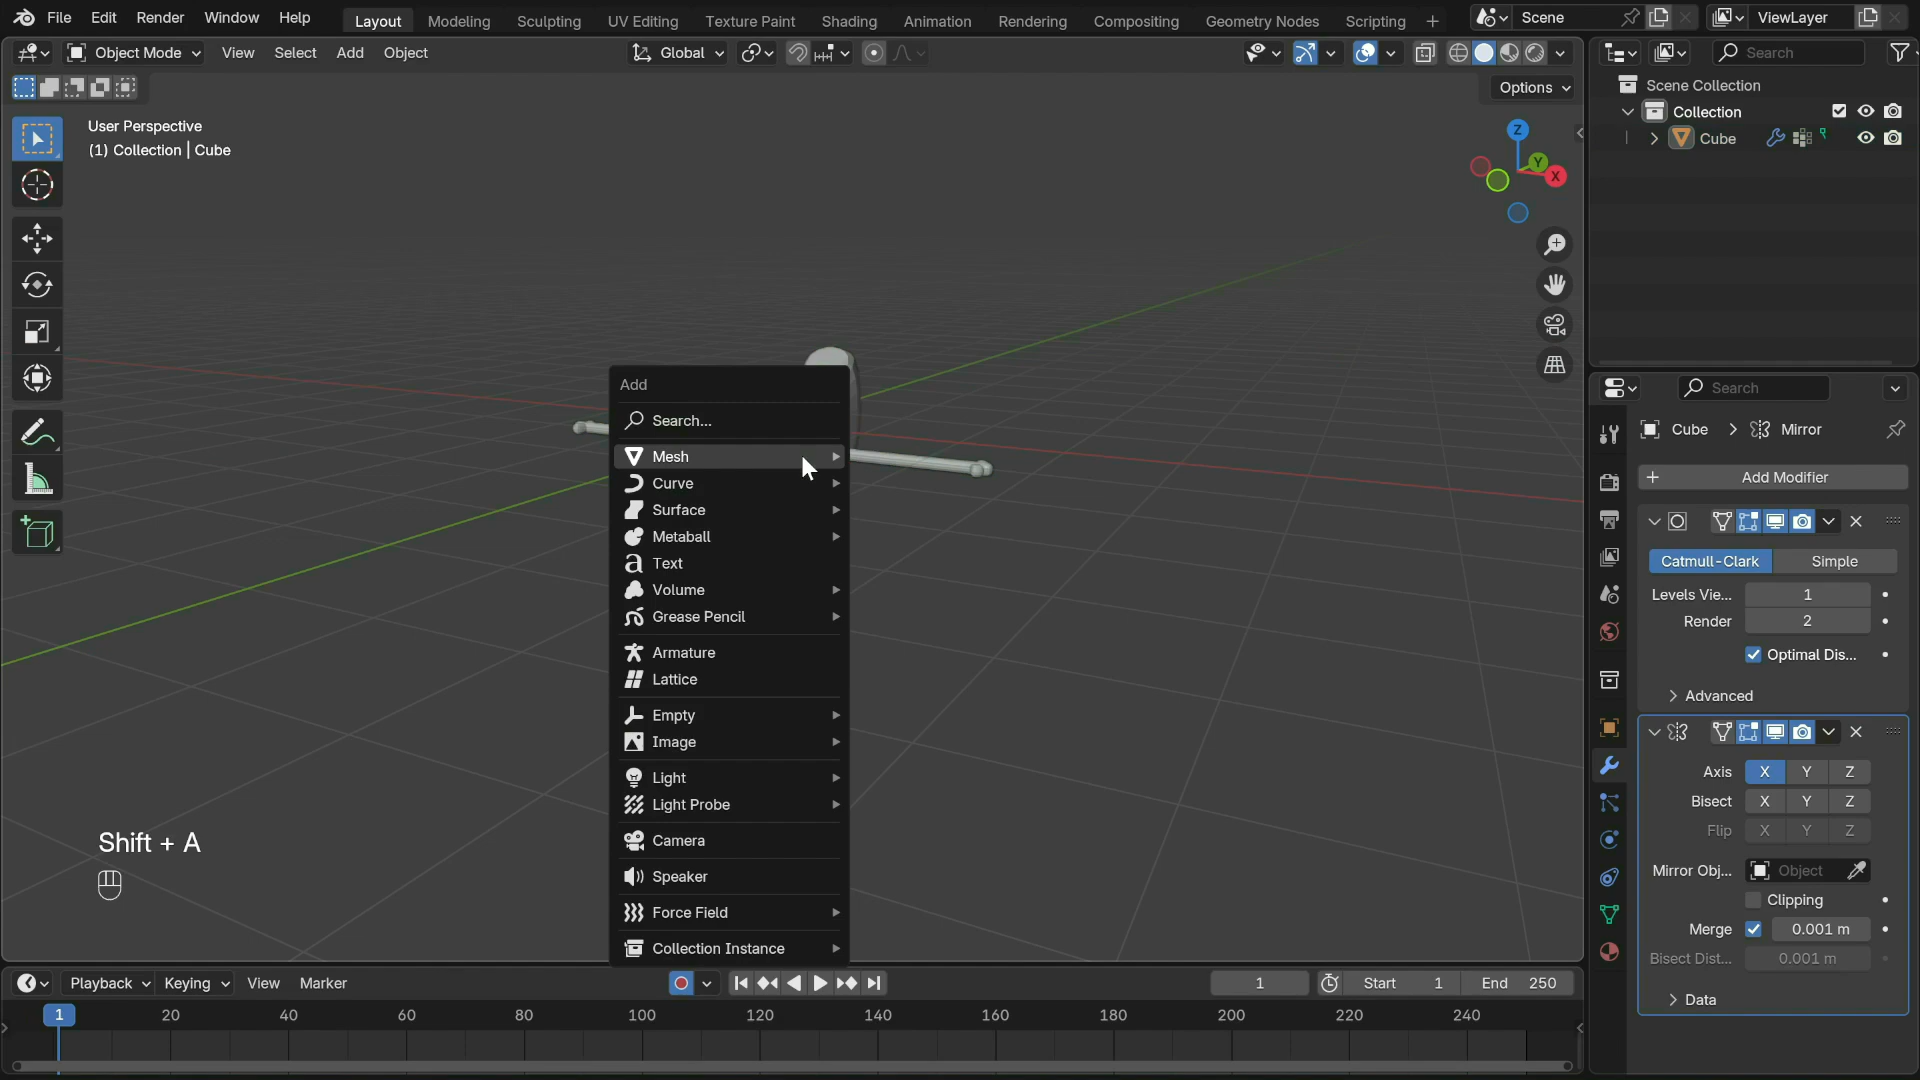 File Edit Render Window Help Layout Modeling Sculpting UV Editing Texture Paint Shading Animation Rendering Compositing Geometry Nodes Scripting + Scene ViewLayer
Object Mode View Select Add Object Global Search
Options
User Perspective
(1) Collection | Cube
Z
Y
X
Scene Collection
Collection
Cube
Add
Search...
Mesh
Curve
Surface
Metaball
Text
Volume
Grease Pencil
Armature
Lattice
Empty
Image
Light
Light Probe
Camera
Speaker
Force Field
Collection Instance
Shift + A
Search
Cube > Mirror
+ Add Modifier
Catmull-Clark Simple
Levels Vie... 1
Render 2
Optimal Dis...
Advanced
Axis X Y Z
Bisect X Y Z
Flip X Y Z
Mirror Obj... Object
Clipping
Merge 0.001 m
Bisect Dist... 0.001 m
Data
Playback Keying View Marker 1 Start 1 End 250
1 20 40 60 80 100 120 140 160 180 200 220 240